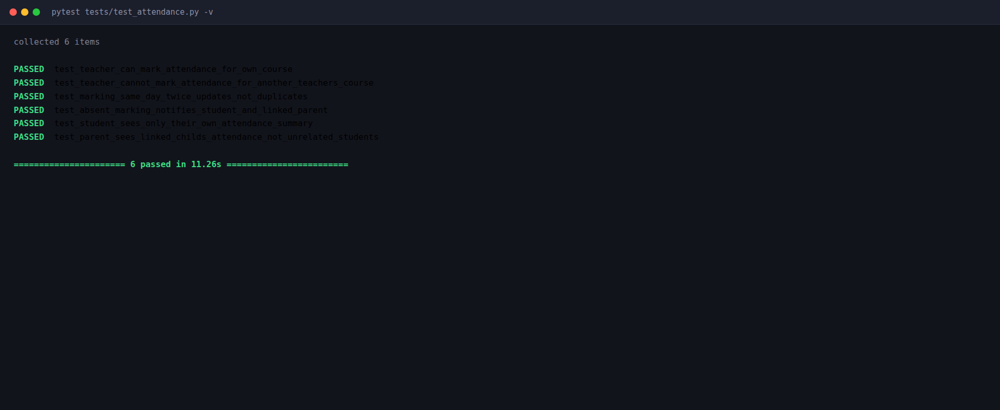 pytest tests/test_attendance.py -v
collected 6 items
PASSED  test_teacher_can_mark_attendance_for_own_course
PASSED  test_teacher_cannot_mark_attendance_for_another_teachers_course
PASSED  test_marking_same_day_twice_updates_not_duplicates
PASSED  test_absent_marking_notifies_student_and_linked_parent
PASSED  test_student_sees_only_their_own_attendance_summary
PASSED  test_parent_sees_linked_childs_attendance_not_unrelated_students
====================== 6 passed in 11.26s ========================